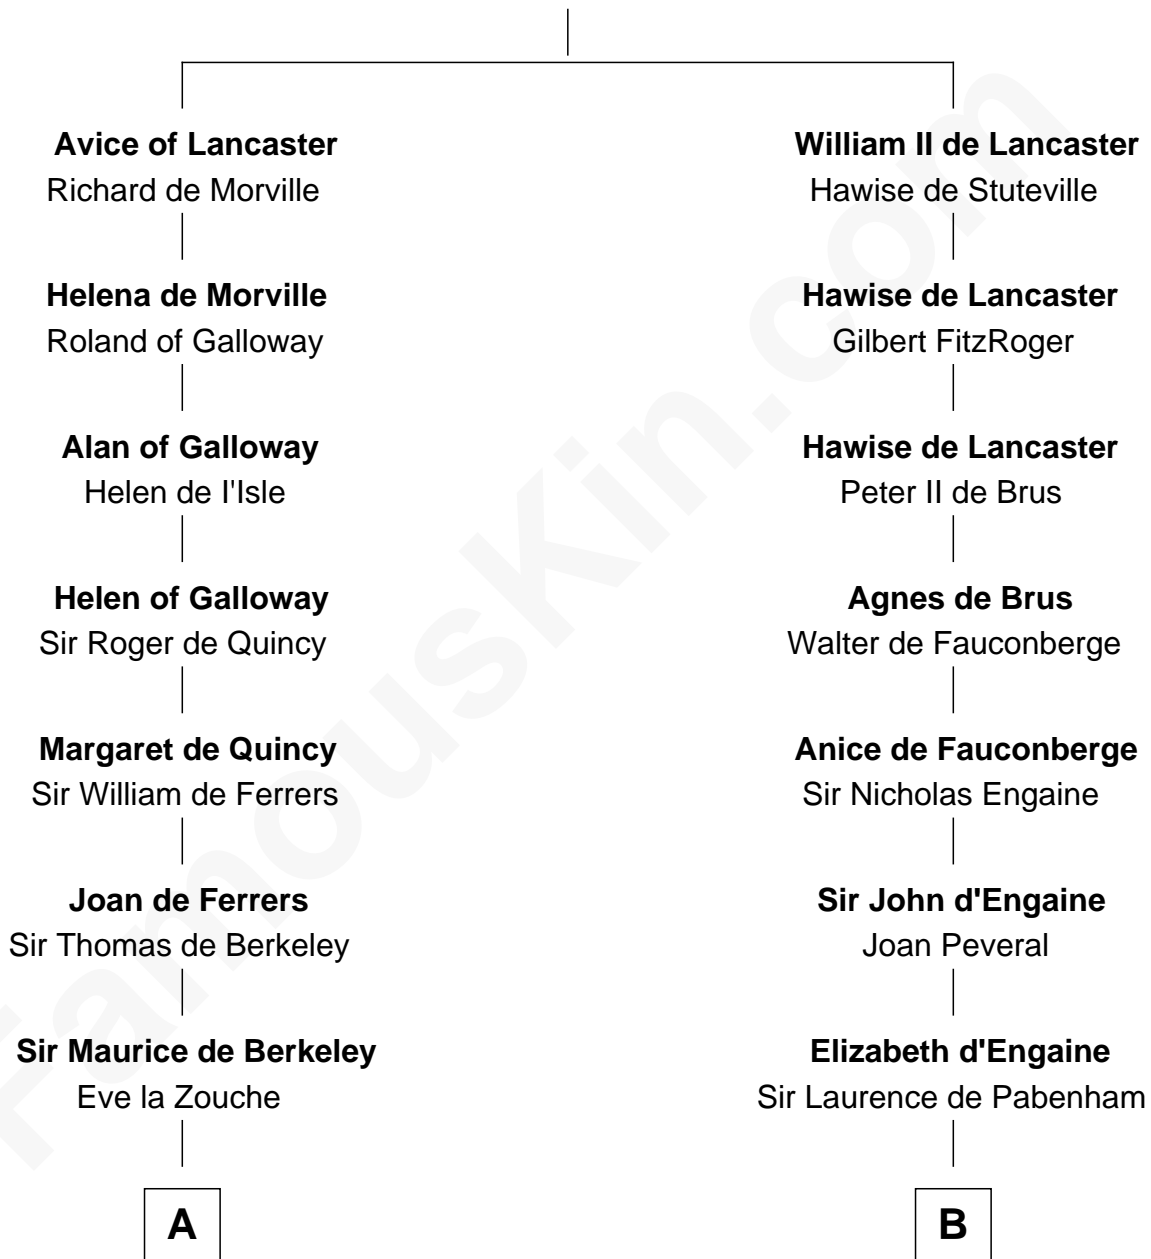 Avice of Lancaster
Richard de Morville
Helena de Morville
Roland of Galloway
Alan of Galloway
Helen de I'Isle
Helen of Galloway
Sir Roger de Quincy
Margaret de Quincy
Sir William de Ferrers
Joan de Ferrers
Sir Thomas de Berkeley
Sir Maurice de Berkeley
Eve la Zouche
A
William II de Lancaster
Hawise de Stuteville
Hawise de Lancaster
Gilbert FitzRoger
Hawise de Lancaster
Peter II de Brus
Agnes de Brus
Walter de Fauconberge
Anice de Fauconberge
Sir Nicholas Engaine
Sir John d'Engaine
Joan Peveral
Elizabeth d'Engaine
Sir Laurence de Pabenham
B
FamousKin.com